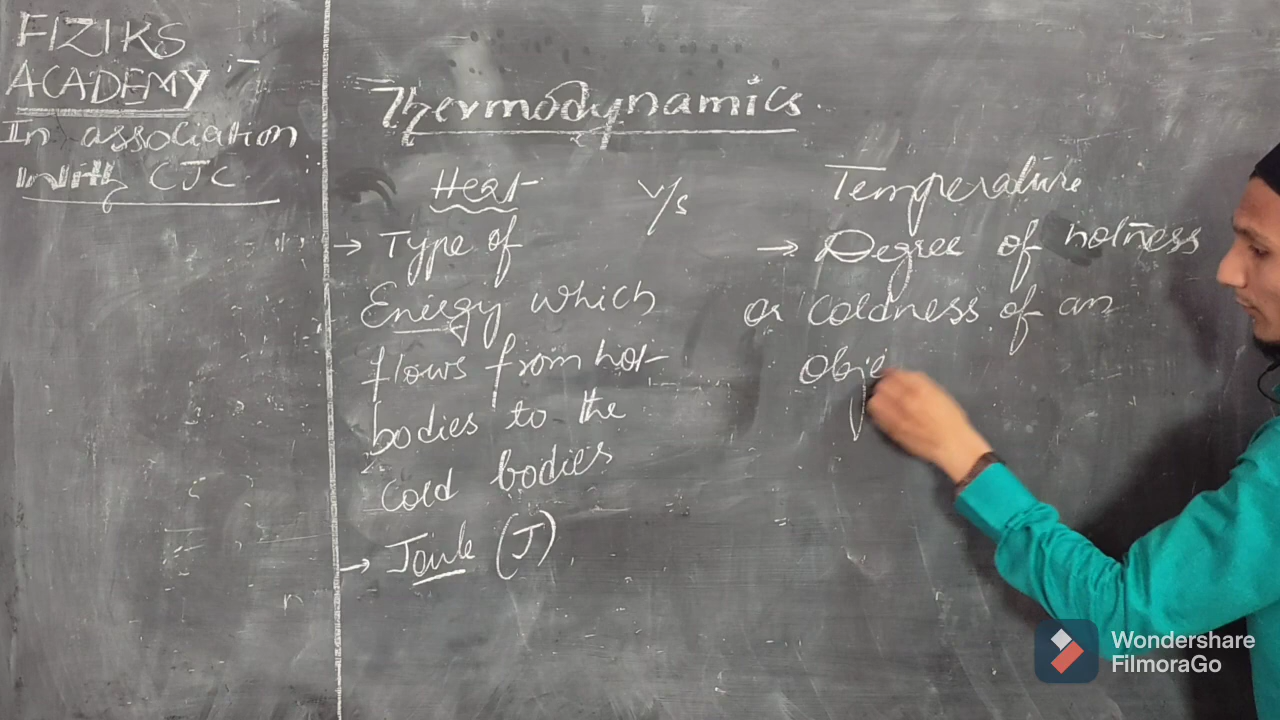 FIZIKS
ACADEMY :-
In association
with CJC
Thermodynamics
Heat v/s Temperature
→ Type of
Energy which
flows from hot
bodies to the
cold bodies
→ Joule (J)
→ Degree of hotness
or coldness of an
obje
Wondershare
FilmoraGo